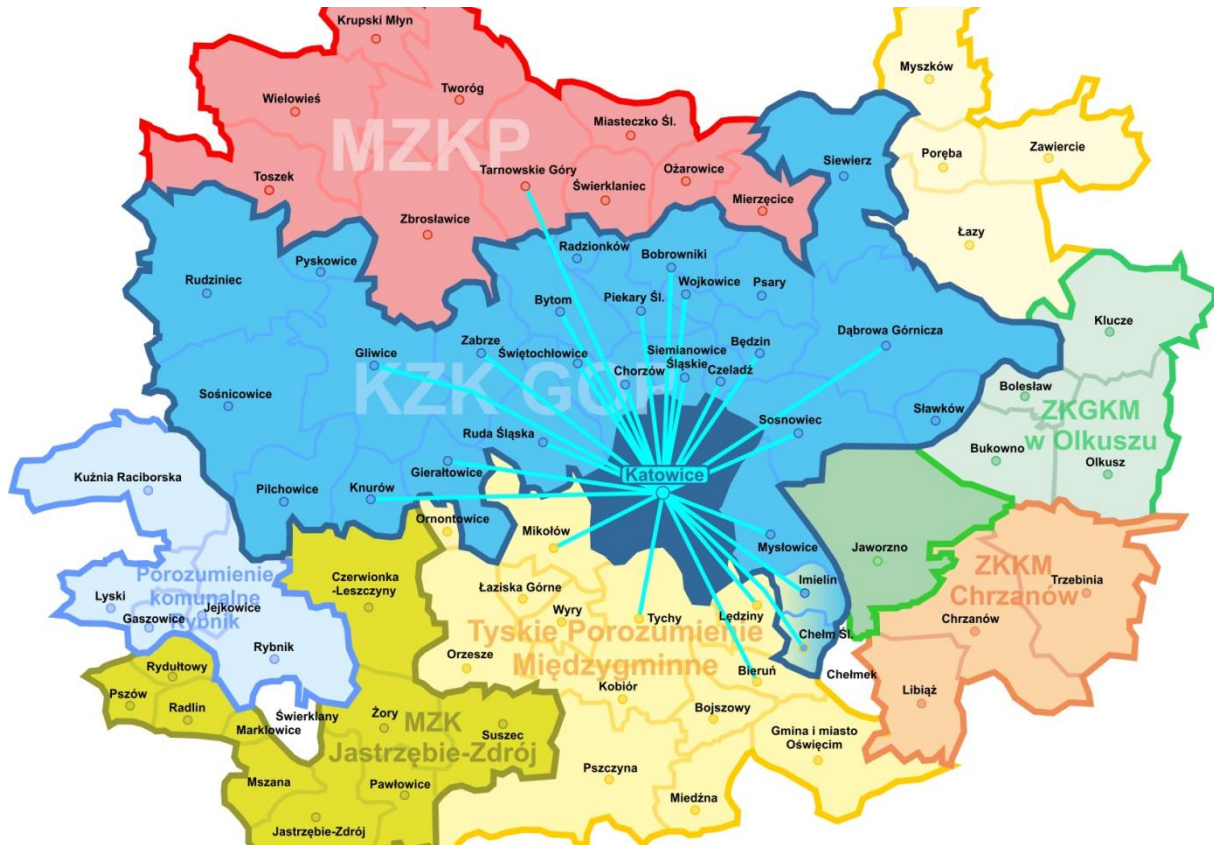 Krupski Młyn
Myszków
Tworóg
Wielowieś
Miasteczko Śl.
MZKP
Zawiercie
Poręba
Siewierz
Tarnowskie Góry
Ożarowice
Toszek
Świerklaniec
Mierzęcice
Zbrosławice
Łazy
Radzionków
Bobrowniki
Pyskowice
Rudziniec
Wojkowice
Psary
Bytom
Piekary Śl.
Klucze
Dąbrowa Górnicza
Zabrze
Będzin
Gliwice
Świętochłowice
Siemianowice
Śląskie
Chorzów
Czeladź
KZK GOP
Bolesław
Sośnicowice
Sławków
ZKGKM
w Olkuszu
Sosnowiec
Ruda Śląska
Bukowno
Olkusz
Gierałtowice
Katowice
Kuźnia Raciborska
Pilchowice
Knurów
Ornontowice
Mikołów
Mysłowice
Jaworzno
ZKKM
Chrzanów
Trzebinia
Porozumienie
komunalne
Rybnik
Czerwionka
-Leszczyny
Łaziska Górne
Imielin
Lyski
Jejkowice
Gaszowice
Wyry
Tychy
Lędziny
Chrzanów
Tyskie Porozumienie
Międzygminne
Chełm Śl.
Rybnik
Orzesze
Bieruń
Chełmek
Rydułtowy
Kobiór
Libiąż
Pszów
Radlin
Świerklany
Żory
Bojszowy
Marklowice
MZK
Jastrzębie-Zdrój
Suszec
Gmina i miasto
Oświęcim
Mszana
Pawłowice
Pszczyna
Miedźna
Jastrzębie-Zdrój